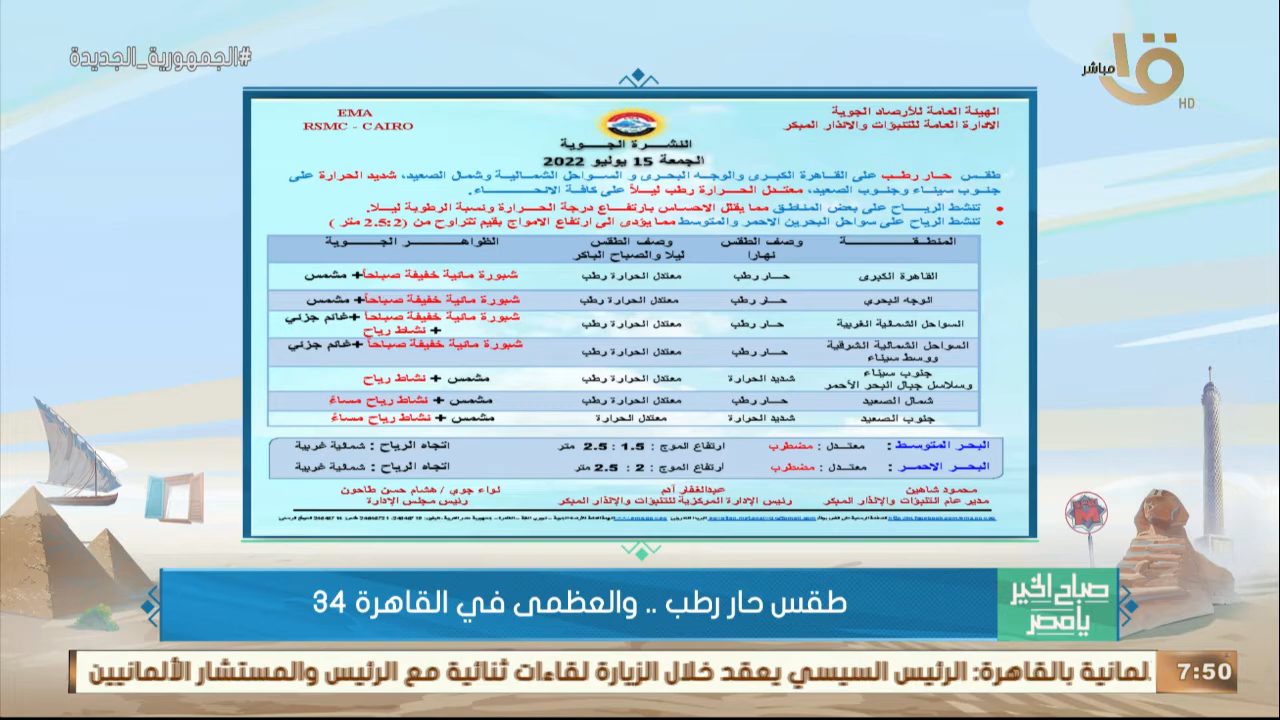 #الجمهورية_الجديدة
مباشر
HD
EMA
RSMC - CAIRO
الهيئة العامة للأرصاد الجوية
الإدارة العامة للتنبؤات والإنذار المبكر
النشرة الجوية
الجمعة 15 يوليو 2022
طقس حار رطب على القاهرة الكبرى والوجه البحرى و السواحل الشمالية وشمال الصعيد، شديد الحرارة على
جنوب سيناء وجنوب الصعيد، معتدل الحرارة رطب ليلاً على كافة الانحاء.
• تنشط الرياح على بعض المناطق مما يقلل الاحساس بارتفاع درجة الحرارة ونسبة الرطوبة ليلا.
• تنشط الرياح على سواحل البحرين الاحمر والمتوسط مما يؤدى الى ارتفاع الامواج بقيم تتراوح من (2.5:2 متر )
المنطقة وصف الطقس نهارا وصف الطقس ليلا والصباح الباكر الظواهر الجوية
القاهرة الكبرى حار رطب معتدل الحرارة رطب شبورة مائية خفيفة صباحاً+ مشمس
الوجه البحري حار رطب معتدل الحرارة رطب شبورة مائية خفيفة صباحاً+ مشمس
السواحل الشمالية الغربية حار رطب معتدل الحرارة رطب شبورة مائية خفيفة صباحاً +غائم جزئي + نشاط رياح
السواحل الشمالية الشرقية ووسط سيناء حار رطب معتدل الحرارة رطب شبورة مائية خفيفة صباحاً +غائم جزئي
جنوب سيناء وسلاسل جبال البحر الأحمر شديد الحرارة معتدل الحرارة رطب مشمس + نشاط رياح
شمال الصعيد حار رطب معتدل الحرارة رطب مشمس + نشاط رياح مساءً
جنوب الصعيد شديد الحرارة معتدل الحرارة مشمس + نشاط رياح مساءً
البحر المتوسط : معتدل : مضطرب ارتفاع الموج : 1.5 : 2.5 متر اتجاه الرياح : شمالية غربية
البحر الاحمر : معتدل : مضطرب ارتفاع الموج : 2 : 2.5 متر اتجاه الرياح : شمالية غربية
محمود شاهين عبدالغفار آدم لواء جوي / هشام حسن طاحون
مدير عام التنبؤات والإنذار المبكر رئيس الإدارة المركزية للتنبؤات والإنذار المبكر رئيس مجلس الإدارة
صباح الخير
يا مصر
طقس حار رطب .. والعظمى في القاهرة 34
7:50
لمانية بالقاهرة: الرئيس السيسي يعقد خلال الزيارة لقاءات ثنائية مع الرئيس والمستشار الألمانيين